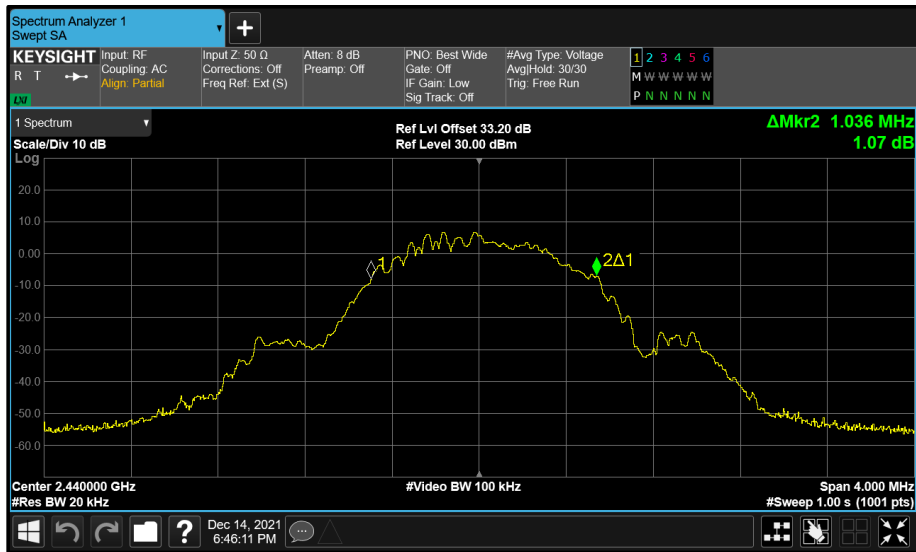 Spectrum Analyzer 1
Swept SA
KEYSIGHT
R T
LXI
Input: RF
Coupling: AC
Align: Partial
Input Z: 50 Ω
Corrections: Off
Freq Ref: Ext (S)
Atten: 8 dB
Preamp: Off
PNO: Best Wide
Gate: Off
IF Gain: Low
Sig Track: Off
#Avg Type: Voltage
Avg|Hold: 30/30
Trig: Free Run
1 2 3 4 5 6
M W W W W W
P N N N N N
1 Spectrum
Scale/Div 10 dB
Ref Lvl Offset 33.20 dB
Ref Level 30.00 dBm
ΔMkr2 1.036 MHz
1.07 dB
Log
20.0
10.0
0.00
-10.0
-20.0
-30.0
-40.0
-50.0
-60.0
1
2Δ1
Center 2.440000 GHz
#Res BW 20 kHz
#Video BW 100 kHz
Span 4.000 MHz
#Sweep 1.00 s (1001 pts)
?
Dec 14, 2021
6:46:11 PM